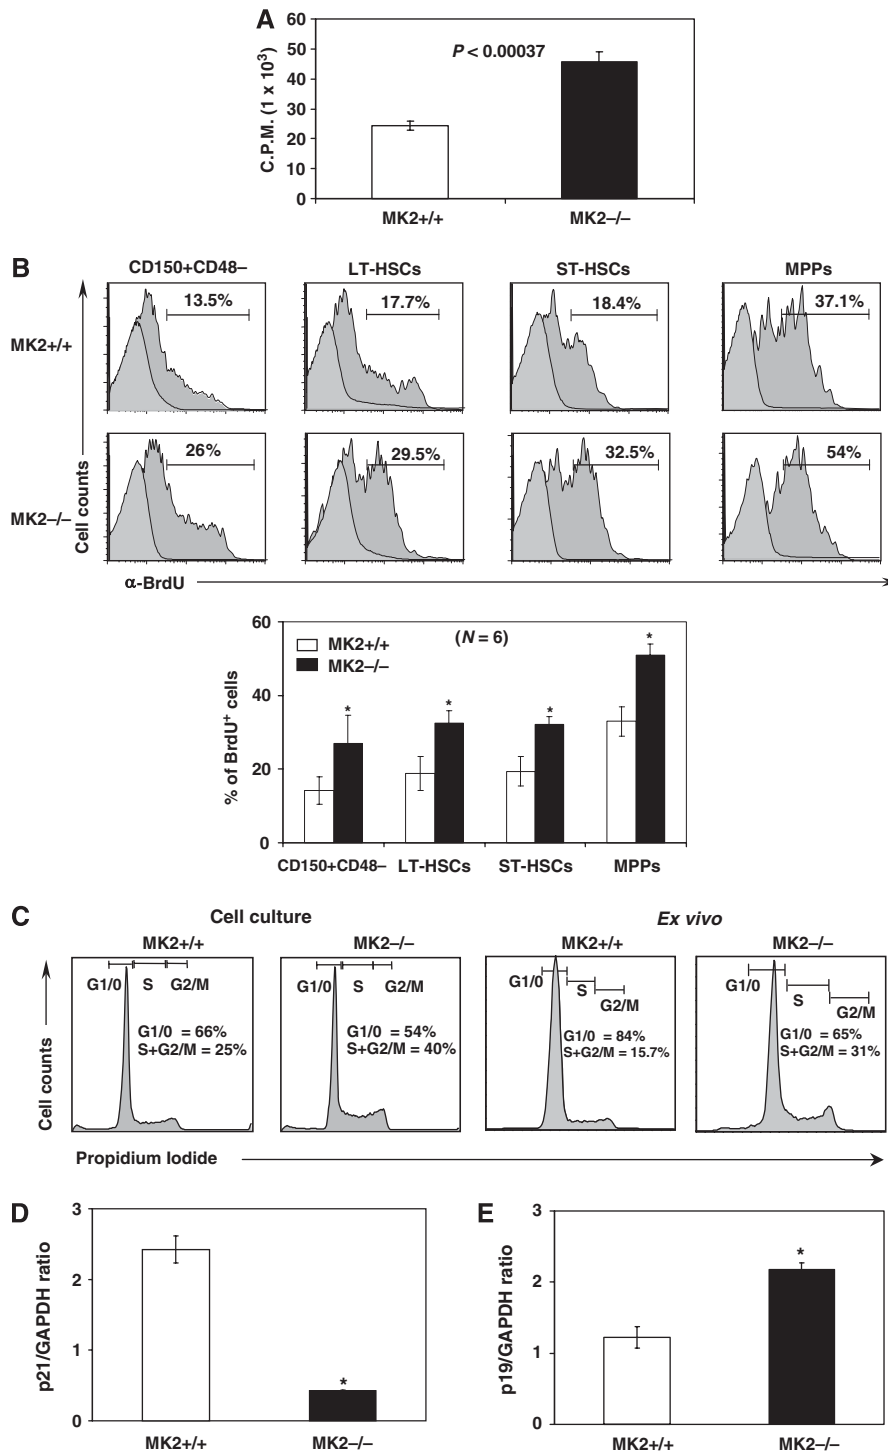 A
60
50
40
30
20
10
0
C.P.M. (1 x 10³)
P < 0.00037
MK2+/+
MK2–/–
B
CD150+CD48–
LT-HSCs
ST-HSCs
MPPs
MK2+/+
13.5%
17.7%
18.4%
37.1%
MK2–/–
26%
29.5%
32.5%
54%
Cell counts
α-BrdU
60
40
20
0
% of BrdU⁺ cells
(N = 6)
MK2+/+
MK2–/–
*
*
*
*
CD150+CD48–
LT-HSCs
ST-HSCs
MPPs
C
Cell culture
Ex vivo
MK2+/+
MK2–/–
MK2+/+
MK2–/–
G1/0
S
G2/M
G1/0 = 66%
S+G2/M = 25%
G1/0
S
G2/M
G1/0 = 54%
S+G2/M = 40%
G1/0
S
G2/M
G1/0 = 84%
S+G2/M = 15.7%
G1/0
S
G2/M
G1/0 = 65%
S+G2/M = 31%
Cell counts
Propidium Iodide
D
3
2
1
0
p21/GAPDH ratio
*
MK2+/+
MK2–/–
E
3
2
1
0
p19/GAPDH ratio
*
MK2+/+
MK2–/–